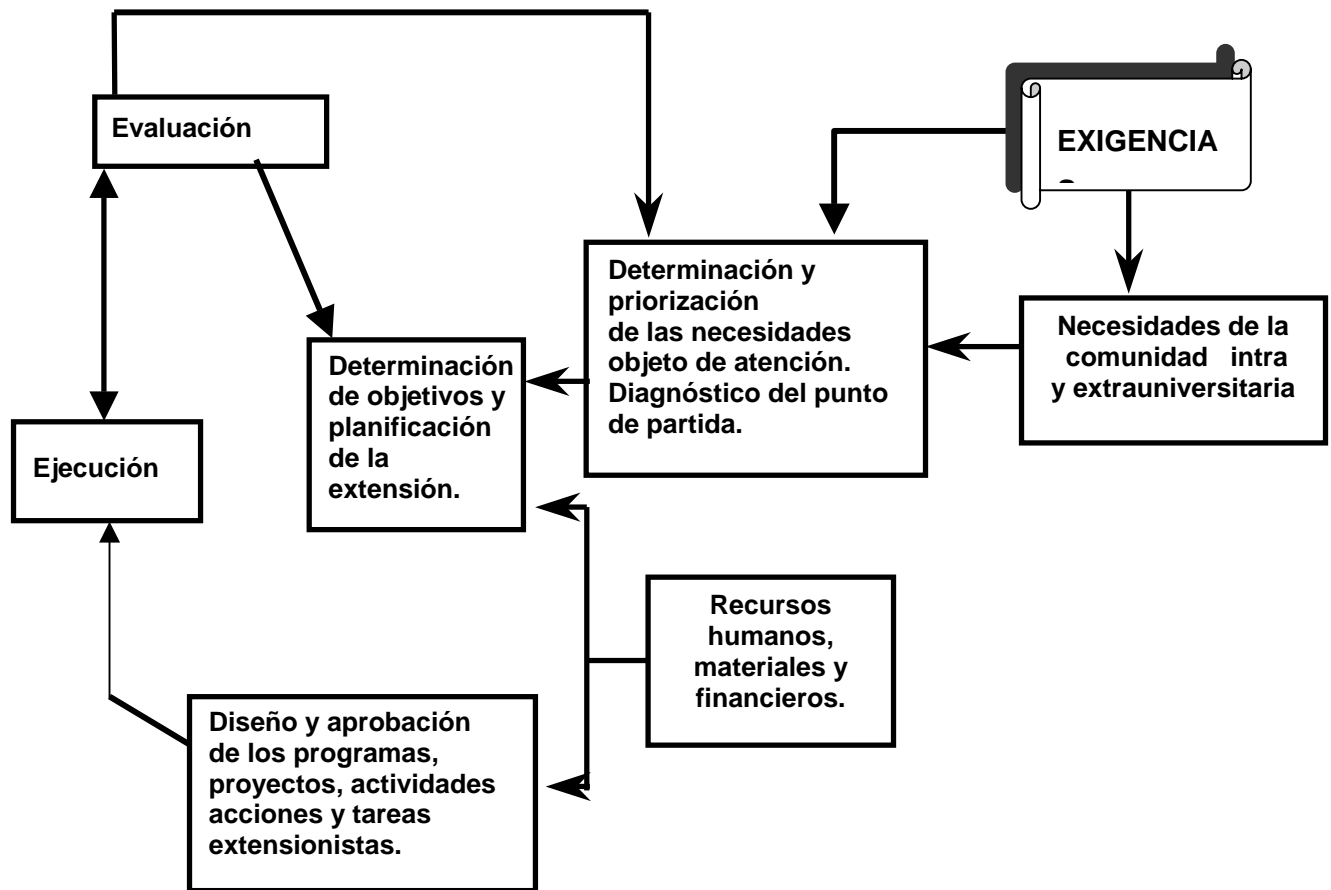 Evaluación
EXIGENCIA
Determinación y
priorización
de las necesidades
objeto de atención.
Diagnóstico del punto
de partida.
Necesidades de la
comunidad intra
y extrauniversitaria
Determinación
de objetivos y
planificación
de la
extensión.
Ejecución
Recursos
humanos,
materiales y
financieros.
Diseño y aprobación
de los programas,
proyectos, actividades
acciones y tareas
extensionistas.